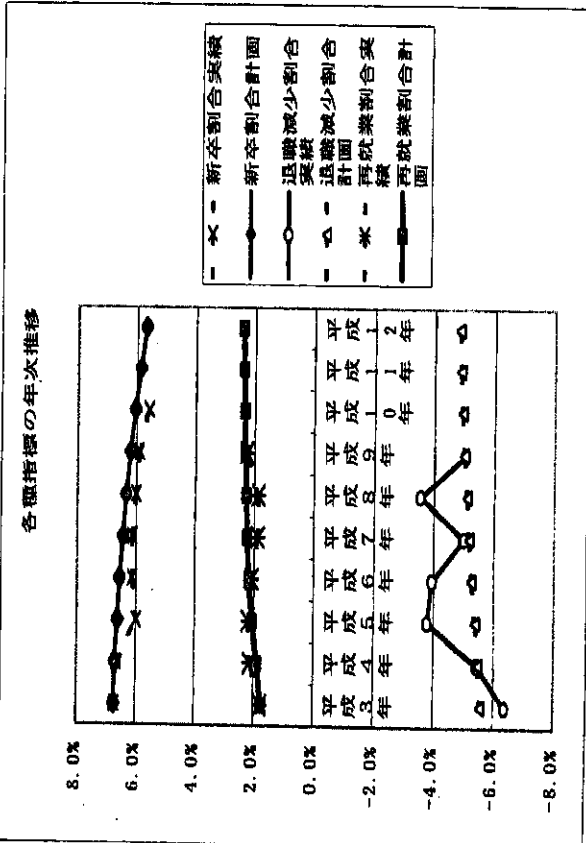 各種指標の年次推移
8.0%
6.0%
4.0%
2.0%
0.0%
-2.0%
-4.0%
-6.0%
-8.0%
平成3年
平成4年
平成5年
平成6年
平成7年
平成8年
平成9年
平成10年
平成11年
平成12年
新卒割合実績
新卒割合計画
退職減少割合
実績
退職減少割合
計画
再就業割合実
績
再就業割合計
画